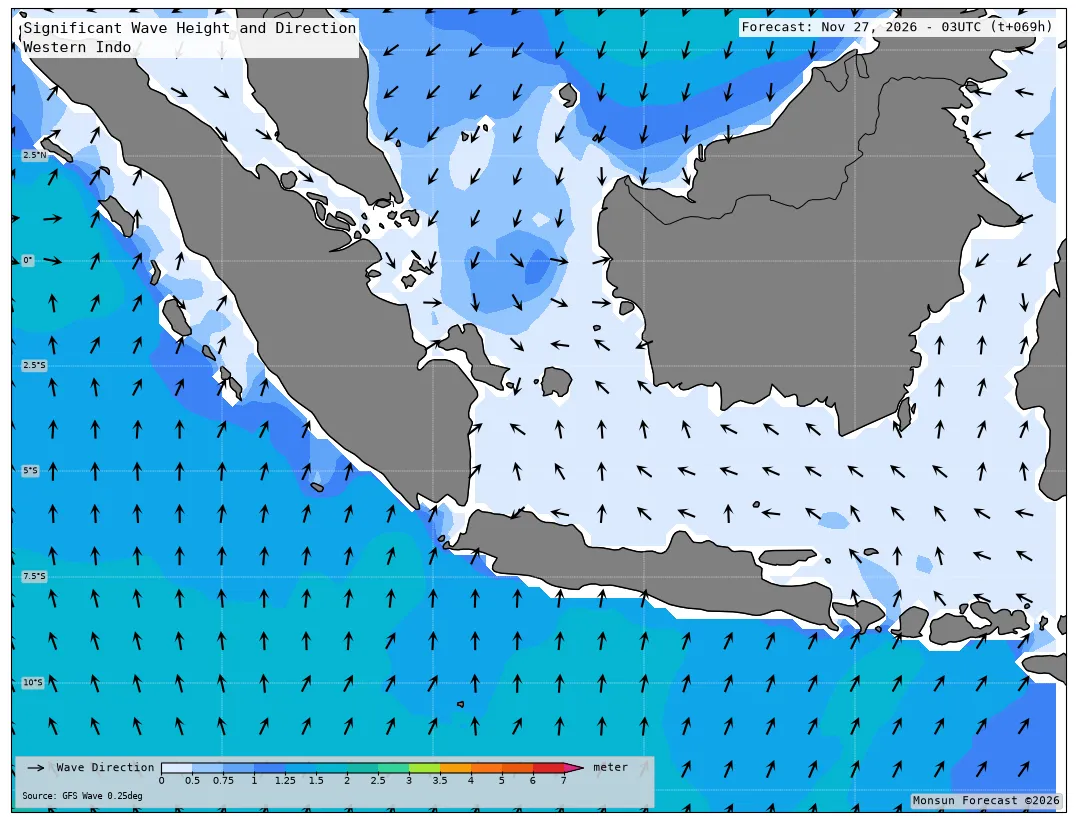 Significant Wave Height and Direction
Western Indo
Forecast: Nov 27, 2026 - 03UTC (t+069h)
2.5°N
0°
2.5°S
5°S
7.5°S
10°S
Wave Direction
0 0.5 0.75 1 1.25 1.5 2 2.5 3 3.5 4 5 6 7
meter
Source: GFS Wave 0.25deg
Monsun Forecast ©2026